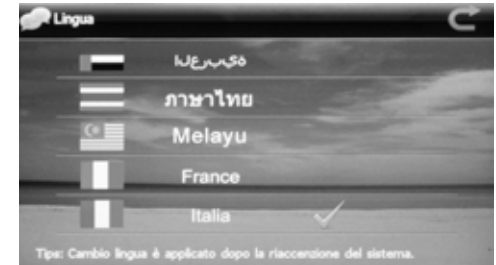 Lingua
ةيبرعلا
ภาษาไทย
Melayu
France
Italia
Tips: Cambio lingua è applicato dopo la riaccenzione del sistema.